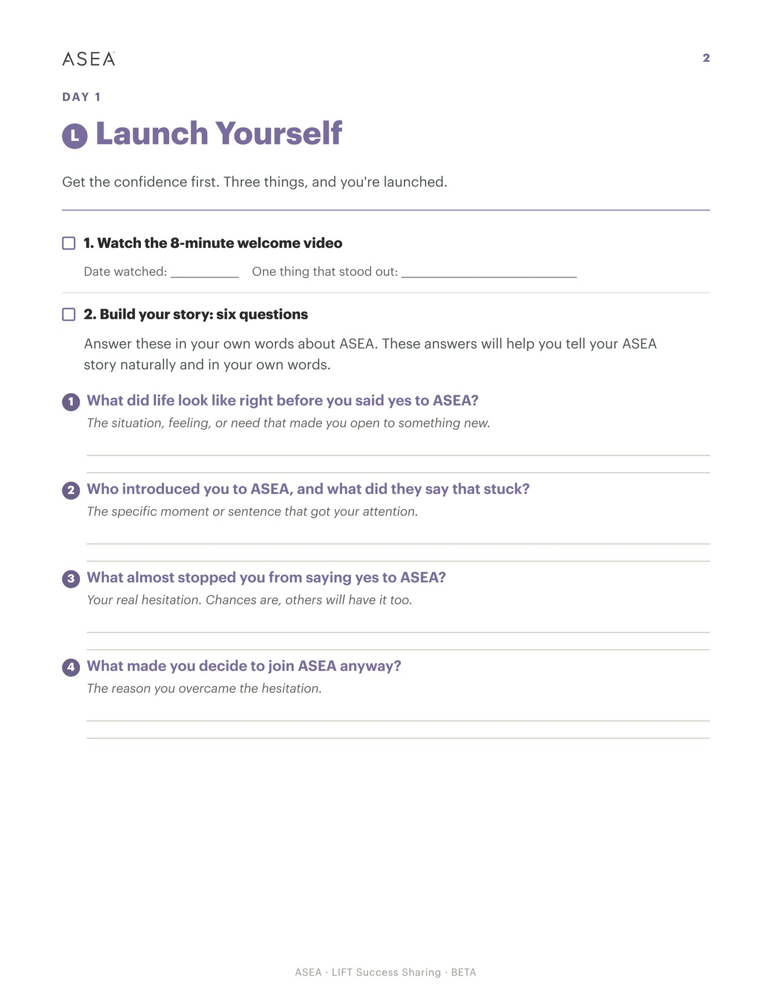 ASEA
2
DAY 1
L Launch Yourself
Get the confidence first. Three things, and you're launched.
1. Watch the 8-minute welcome video
Date watched: __________ One thing that stood out: __________________________
2. Build your story: six questions
Answer these in your own words about ASEA. These answers will help you tell your ASEA
story naturally and in your own words.
1 What did life look like right before you said yes to ASEA?
The situation, feeling, or need that made you open to something new.
2 Who introduced you to ASEA, and what did they say that stuck?
The specific moment or sentence that got your attention.
3 What almost stopped you from saying yes to ASEA?
Your real hesitation. Chances are, others will have it too.
4 What made you decide to join ASEA anyway?
The reason you overcame the hesitation.
ASEA · LIFT Success Sharing · BETA